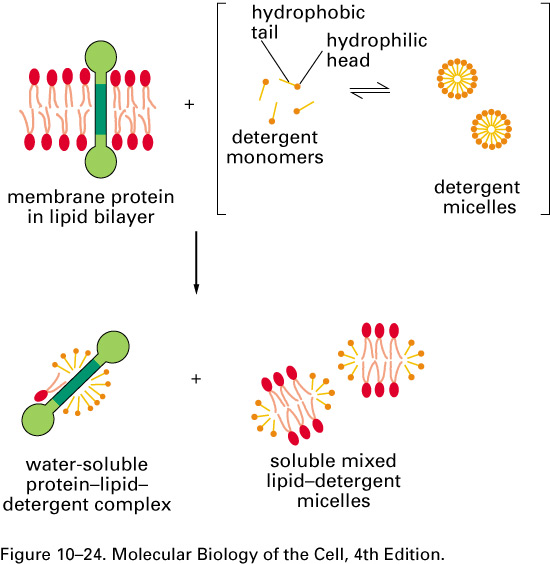 hydrophobic
tail
hydrophilic
head
+
detergent
monomers
membrane protein
in lipid bilayer
detergent
micelles
+
water-soluble
protein–lipid–
detergent complex
soluble mixed
lipid–detergent
micelles
Figure 10–24. Molecular Biology of the Cell, 4th Edition.